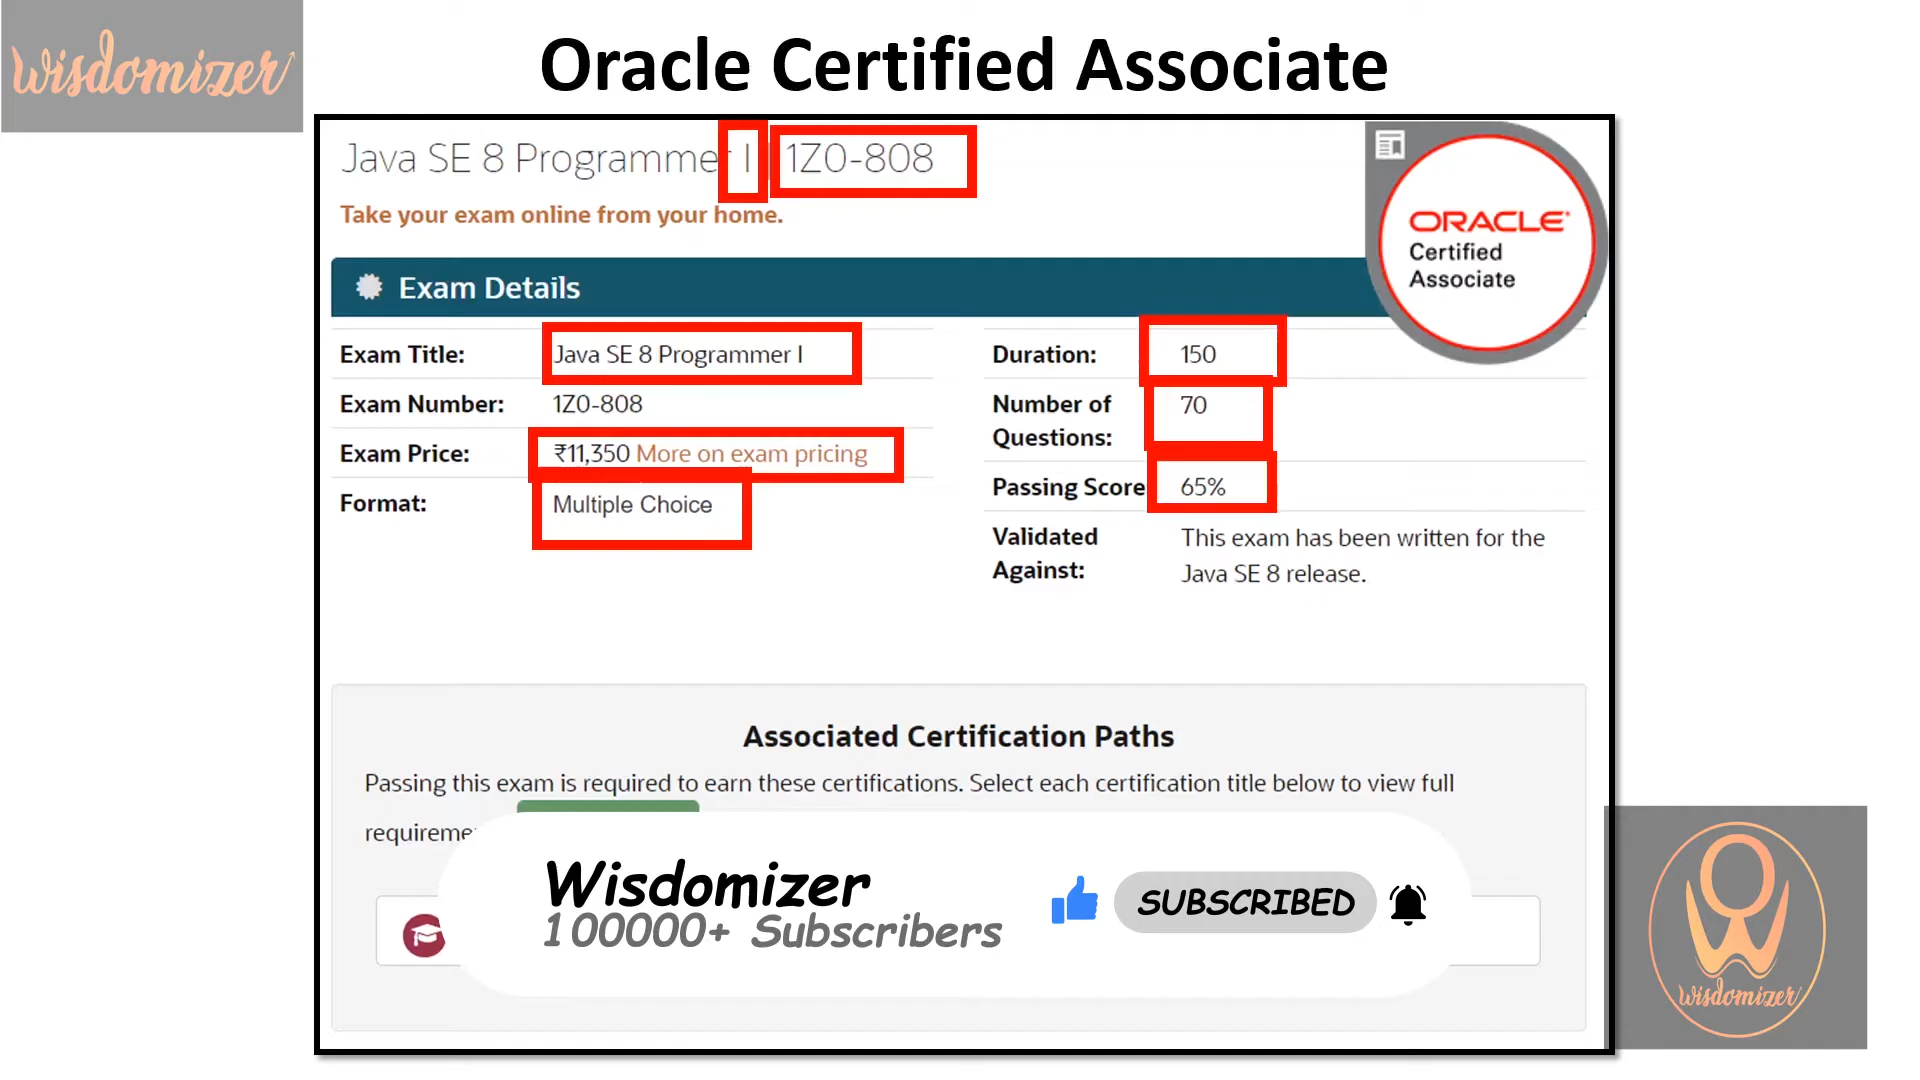 wisdomizer
Oracle Certified Associate
Java SE 8 Programmer I
1Z0-808
Take your exam online from your home.
ORACLE
Certified
Associate
Exam Details
Exam Title: Java SE 8 Programmer I
Exam Number: 1Z0-808
Exam Price: ₹11,350 More on exam pricing
Format: Multiple Choice
Duration: 150
Number of 70
Questions:
Passing Score 65%
Validated This exam has been written for the
Against: Java SE 8 release.
Associated Certification Paths
Passing this exam is required to earn these certifications. Select each certification title below to view full
Wisdomizer
100000+ Subscribers
SUBSCRIBED
wisdomizer